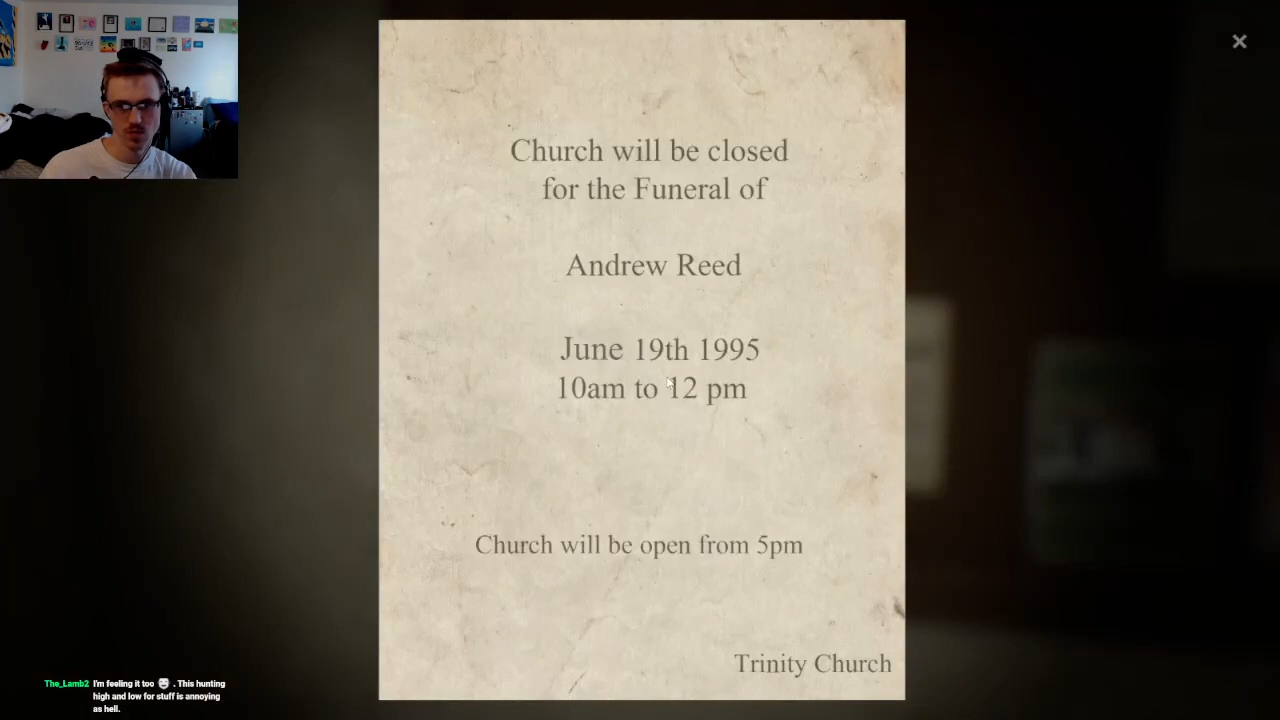 Church will be closed
for the Funeral of
Andrew Reed
June 19th 1995
10am to 12 pm
Church will be open from 5pm
Trinity Church
The_Lamb2 I'm feeling it too . This hunting
high and low for stuff is annoying
as hell.